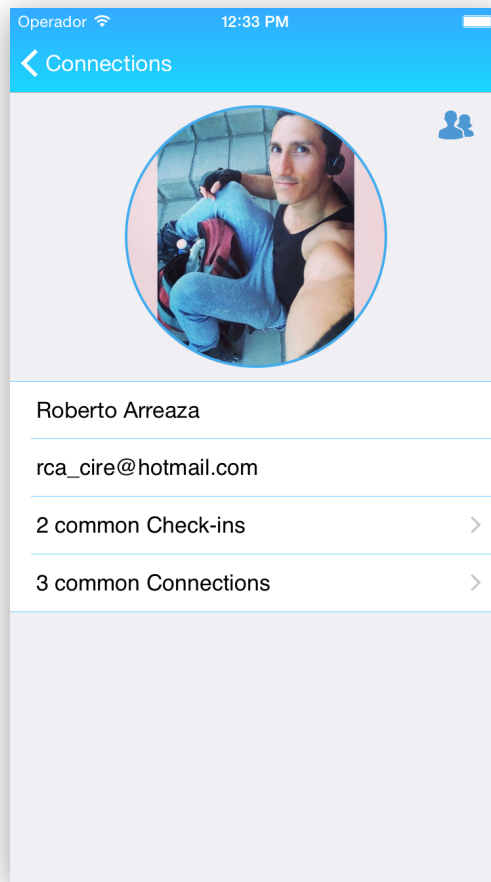 Operador 12:33 PM
Connections
Roberto Arreaza
rca_cire@hotmail.com
2 common Check-ins
3 common Connections